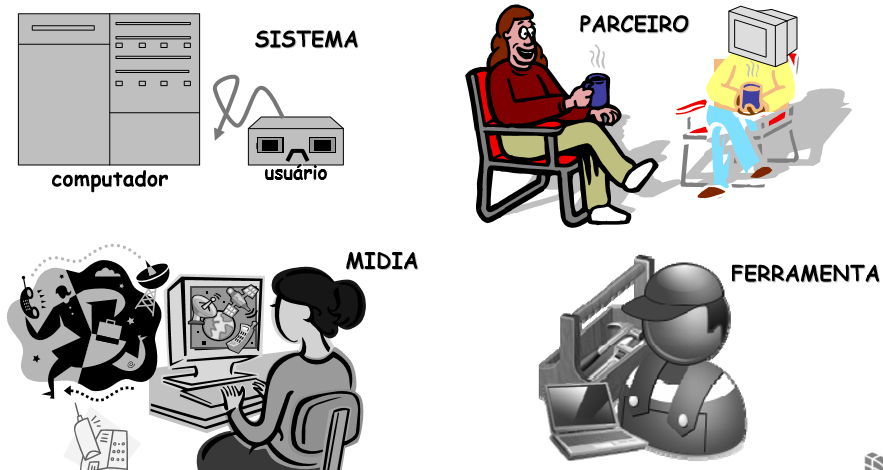 SISTEMA
computador
usuário
PARCEIRO
MIDIA
FERRAMENTA